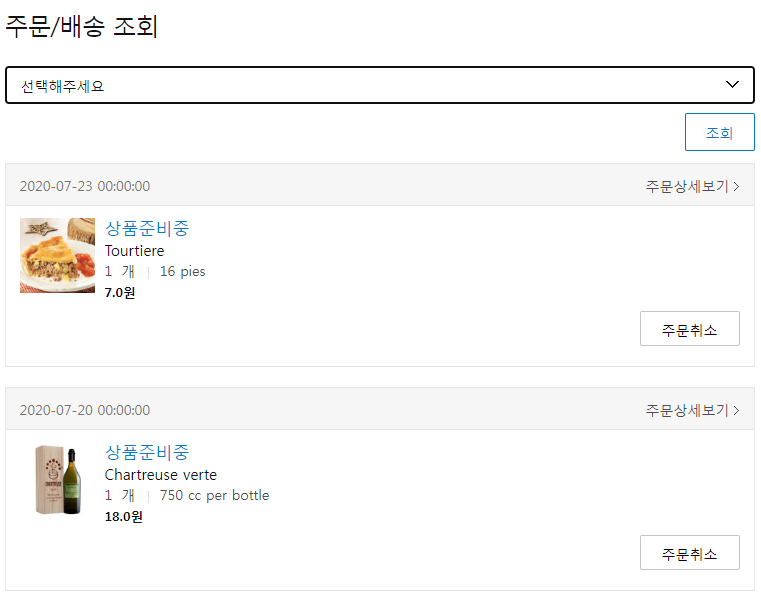 주문/배송 조회
선택해주세요
조회
2020-07-23 00:00:00 주문상세보기 >
상품준비중
Tourtiere
1 개 | 16 pies
7.0원
주문취소
2020-07-20 00:00:00 주문상세보기 >
상품준비중
Chartreuse verte
1 개 | 750 cc per bottle
18.0원
주문취소